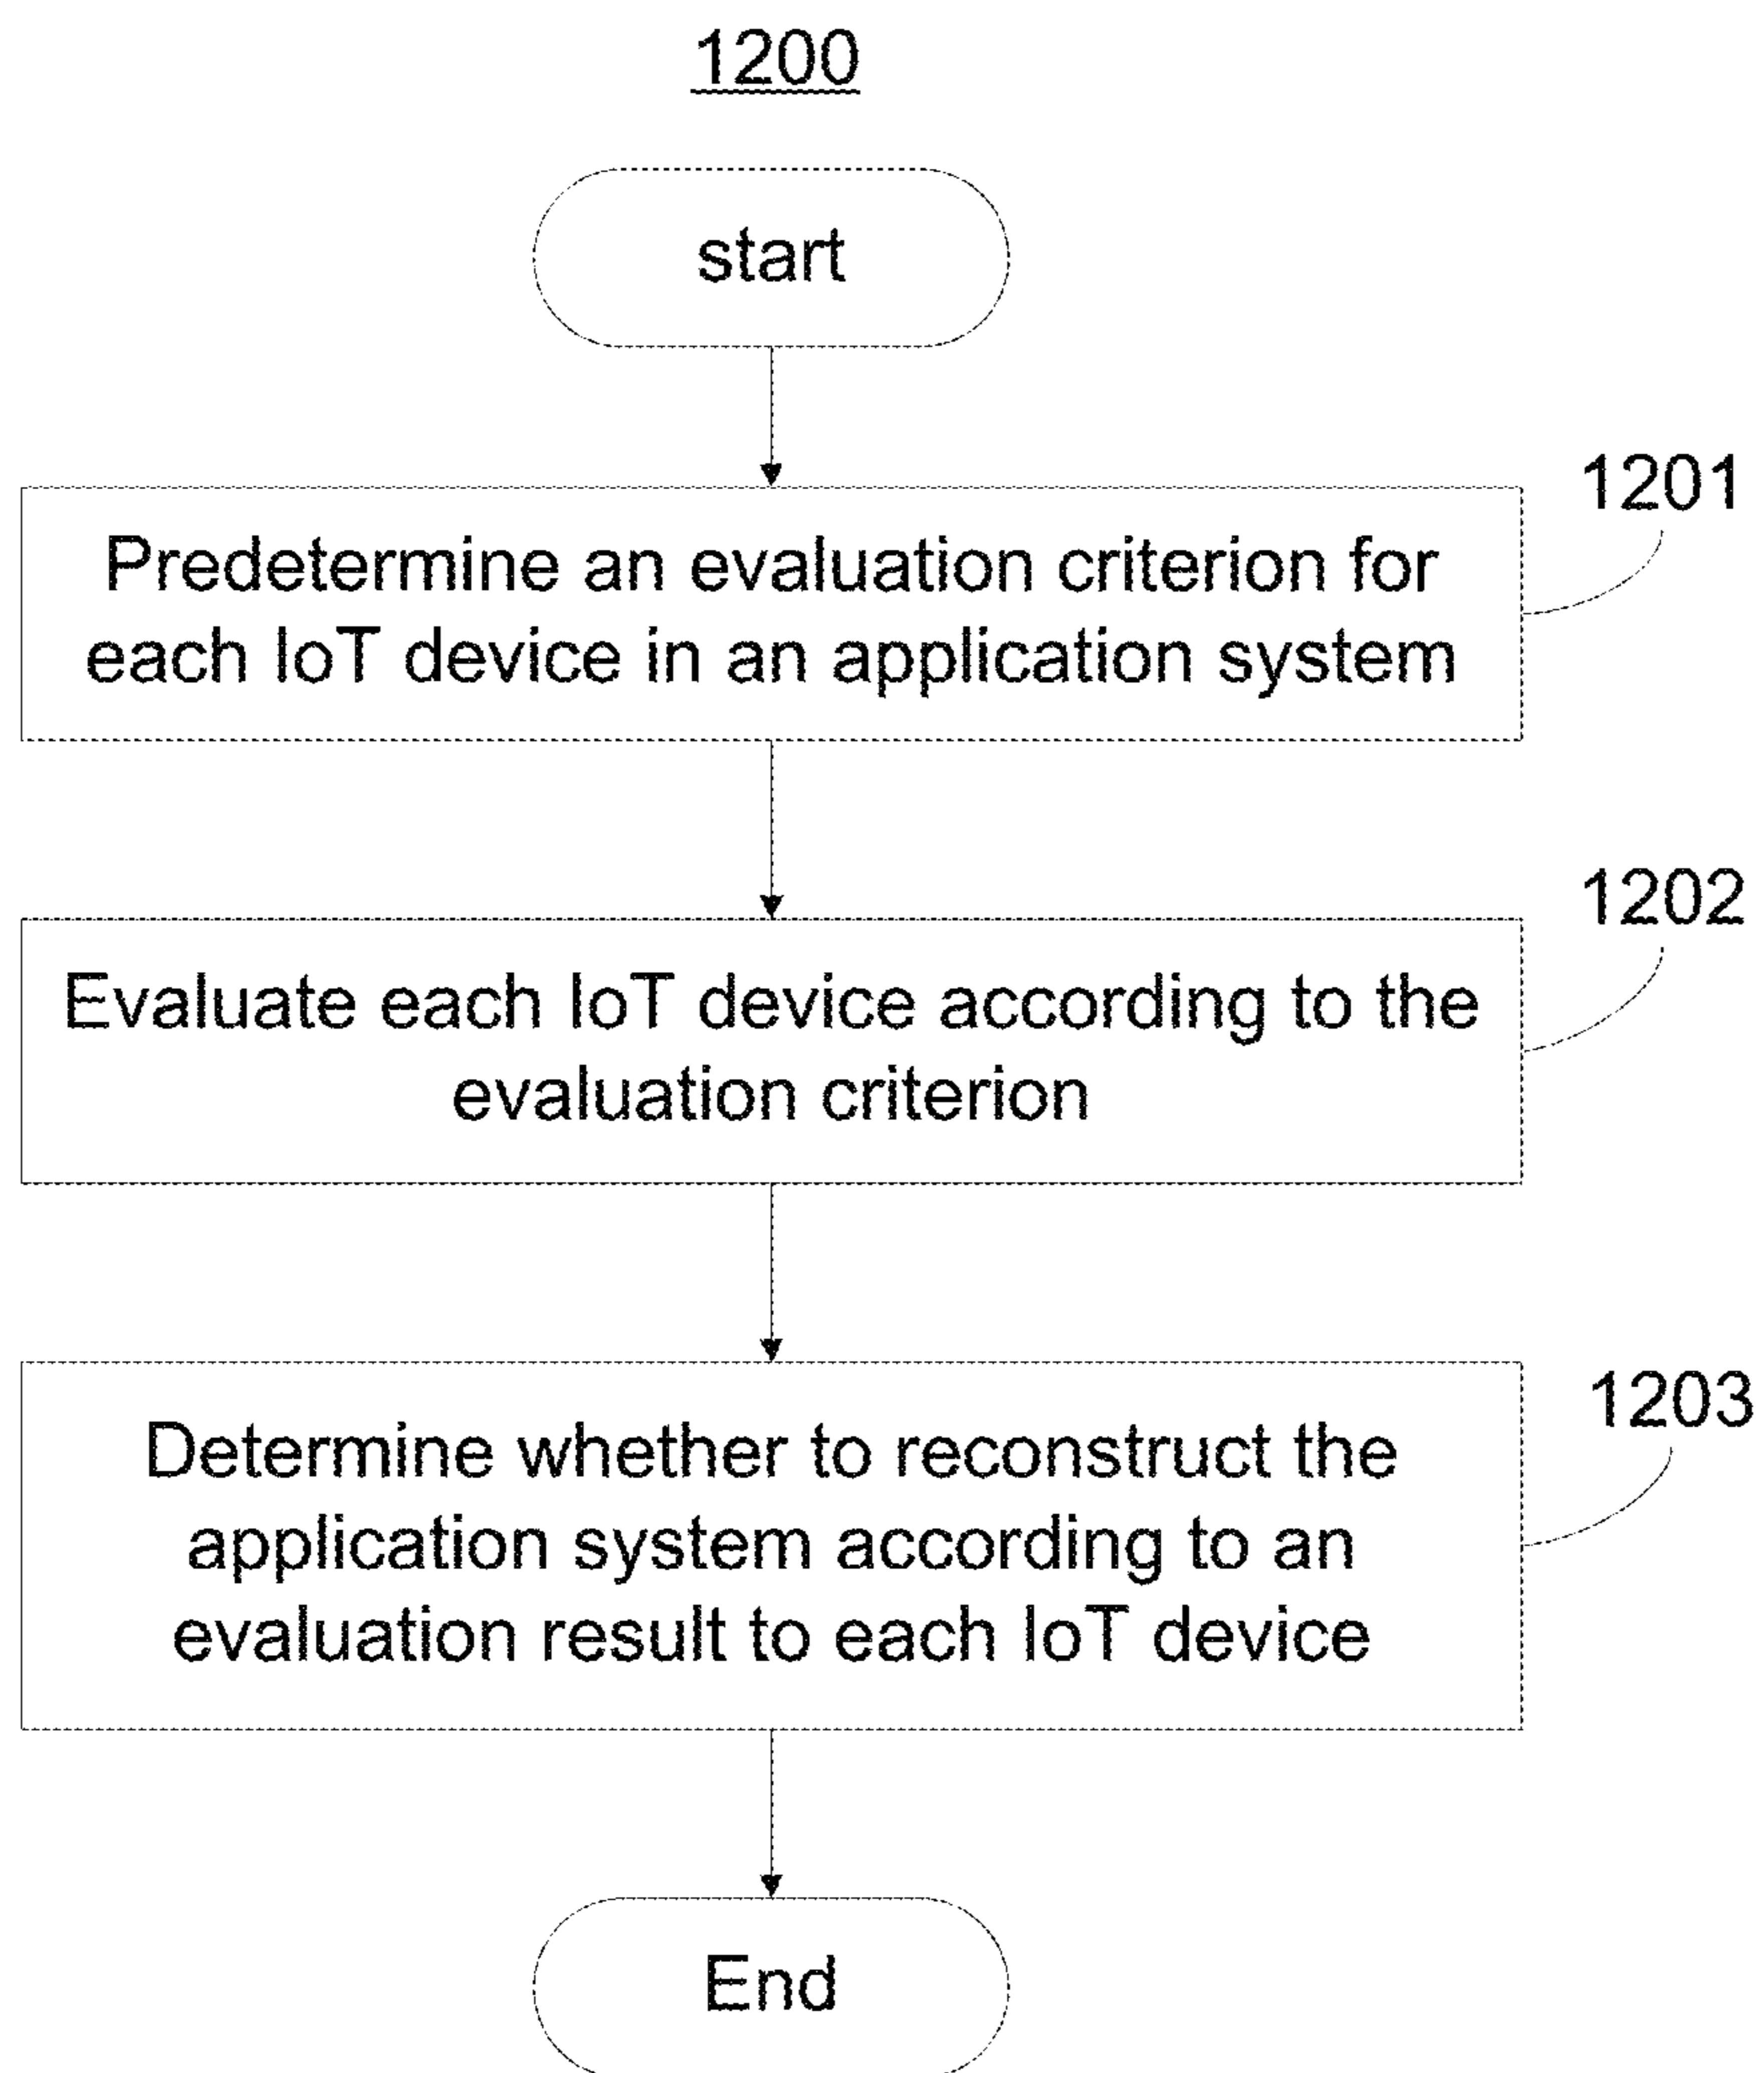 1200
start
1201
Predetermine an evaluation criterion for
each IoT device in an application system
1202
Evaluate each IoT device according to the
evaluation criterion
1203
Determine whether to reconstruct the
application system according to an
evaluation result to each IoT device
End